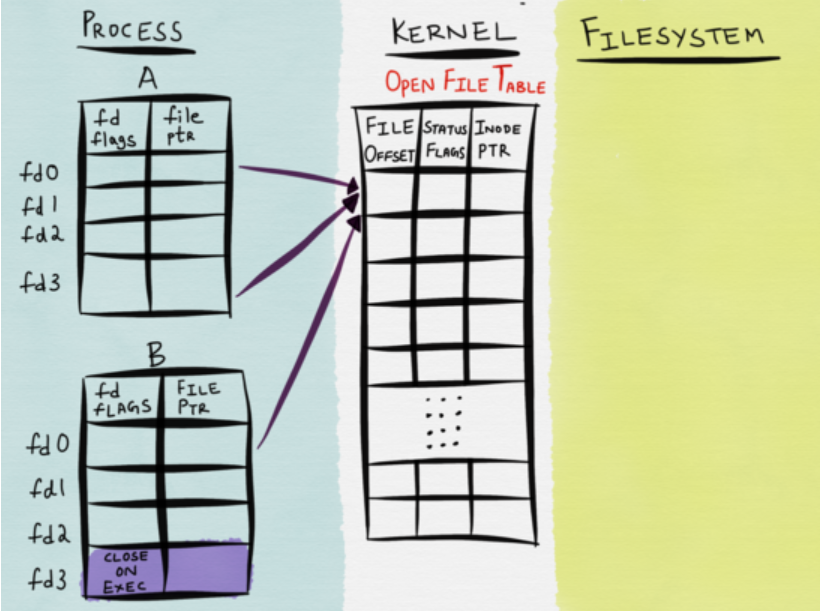 PROCESS
A
fd flags
file ptr
fd0
fd1
fd2
fd3
B
fd FLAGS
FILE PTR
fd0
fd1
fd2
fd3
CLOSE ON EXEC
KERNEL
OPEN FILE TABLE
FILE OFFSET
STATUS FLAGS
INODE PTR
FILESYSTEM